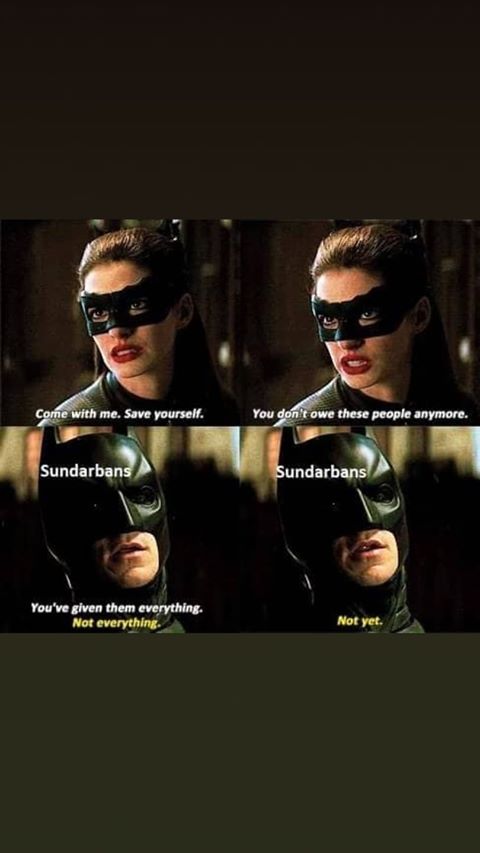 Come with me. Save yourself.
You don't owe these people anymore.
Sundarbans
You've given them everything.
Not everything.
Sundarbans
Not yet.